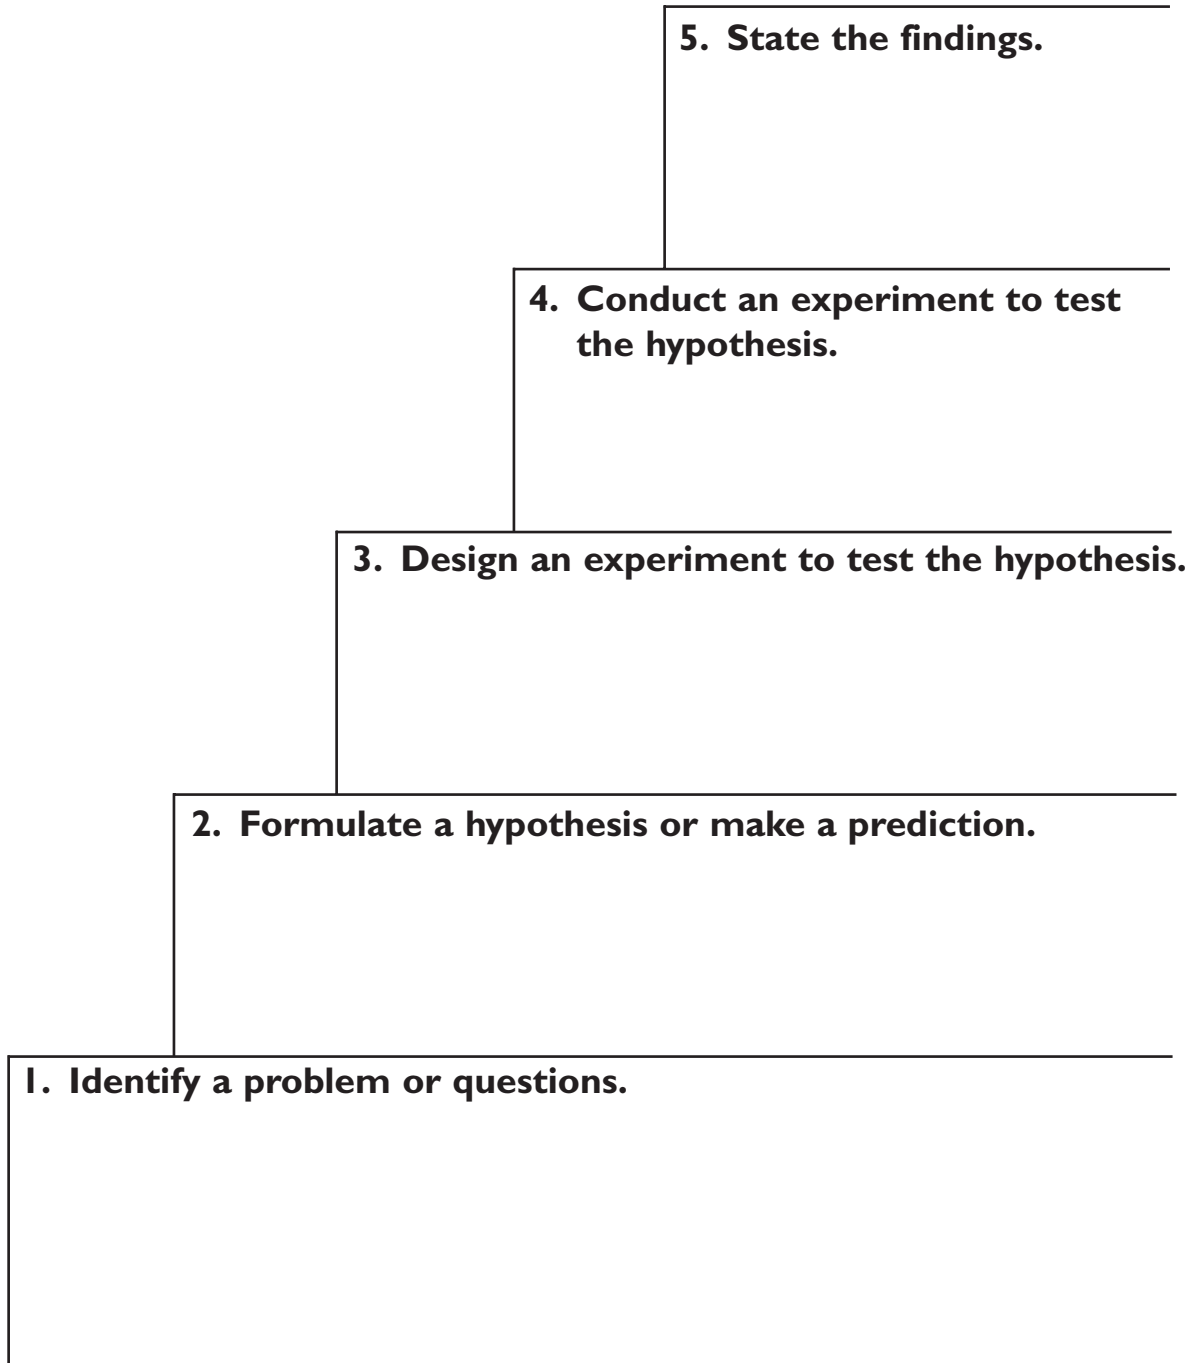 5. State the findings.
4. Conduct an experiment to test
the hypothesis.
3. Design an experiment to test the hypothesis.
2. Formulate a hypothesis or make a prediction.
1. Identify a problem or questions.